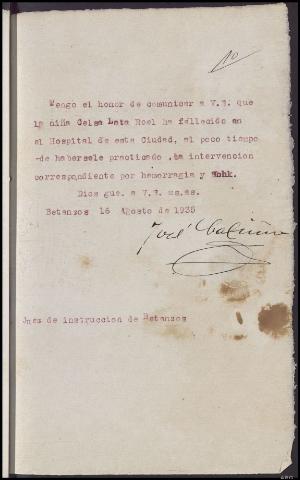 10
Tengo el honor de comunicar a V.S. que
la niña Celsa Lata Roel ha fallecido en
el Hospital de esta Ciudad, al poco tiempo
-de habersele practicado .la intervencion
correspondiente por hemorragia y Shok.
Dios gue. a V.S. ms.as.
Betanzos 16 Agosto de 1936
José
Juez de instruccion de Betanzos